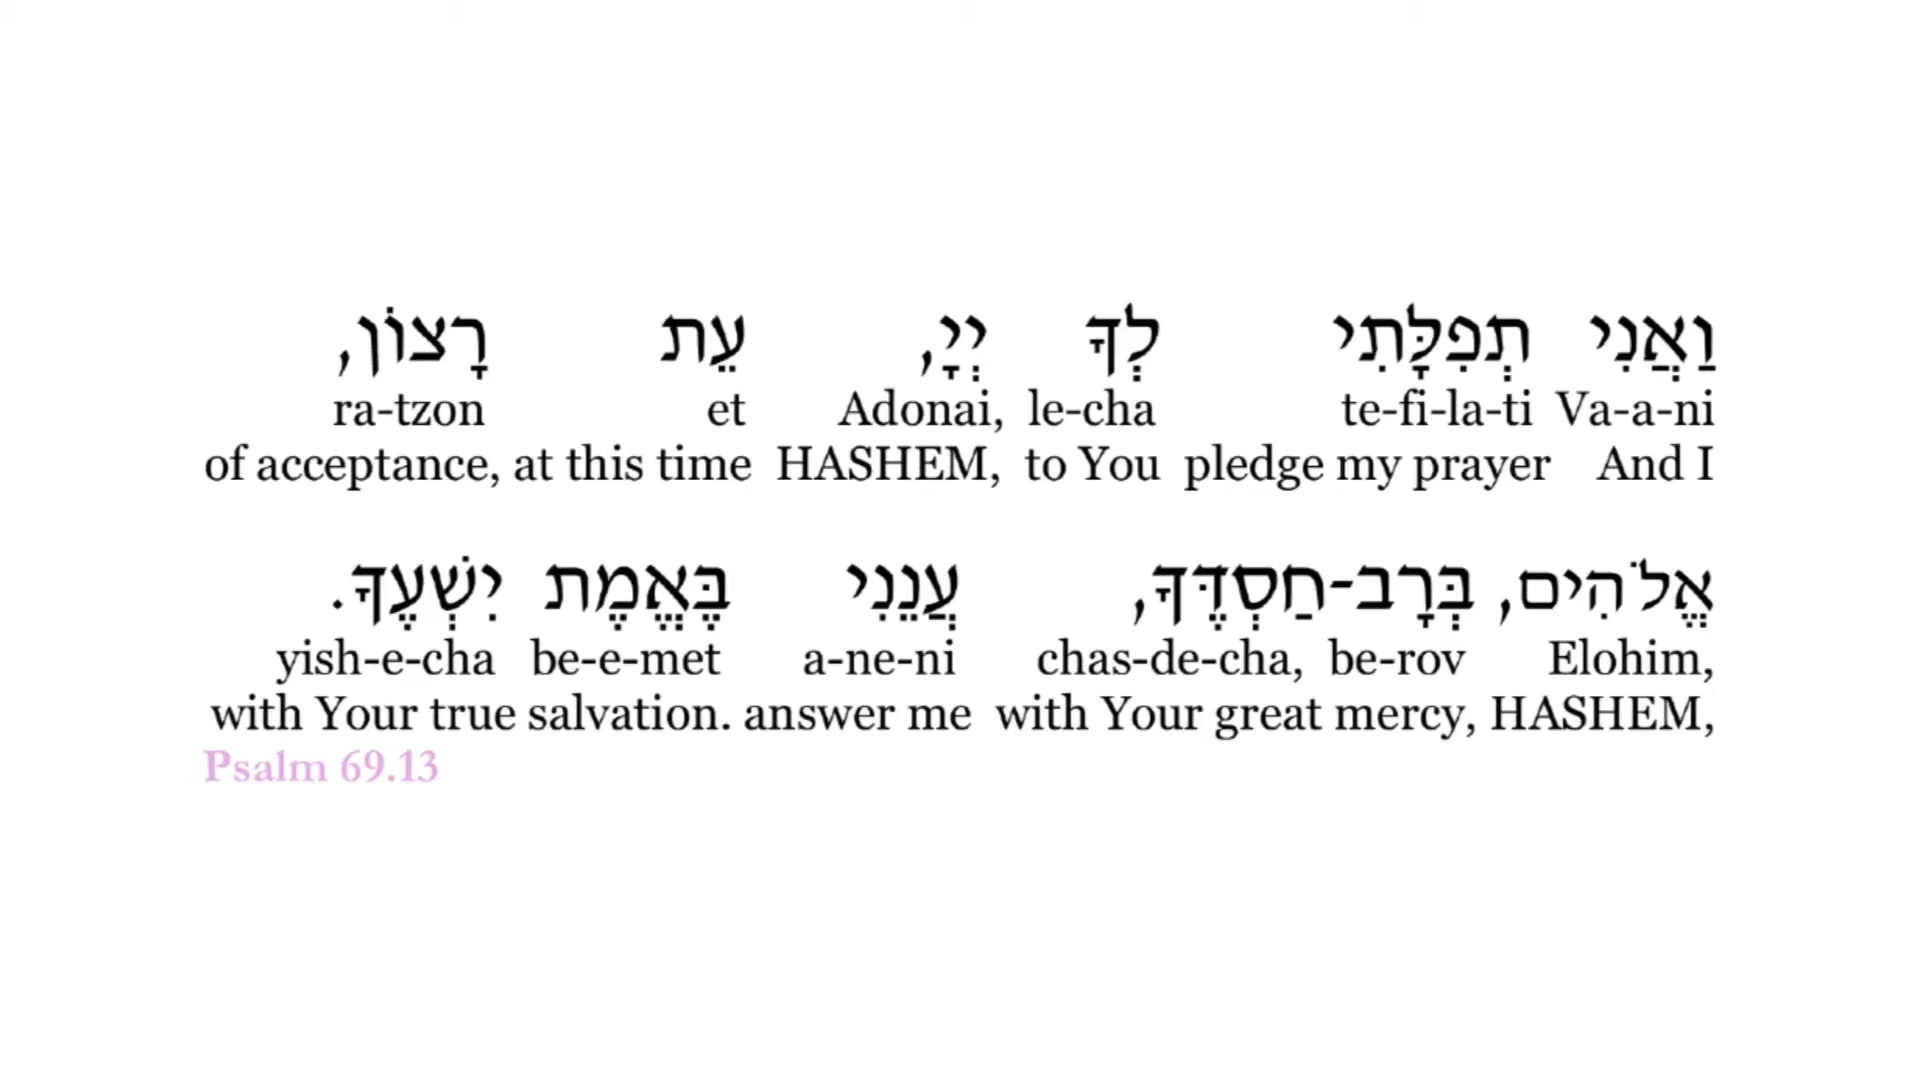 וַאֲנִי תְפִלָּתִי לְךָ יְיָ, עֵת רָצוֹן,
ra-tzon et Adonai, le-cha te-fi-la-ti Va-a-ni
of acceptance, at this time HASHEM, to You pledge my prayer And I
אֱלֹהִים, בְּרָב-חַסְדֶּךָ, עֲנֵנִי בֶּאֱמֶת יִשְׁעֶךָ.
yish-e-cha be-e-met a-ne-ni chas-de-cha, be-rov Elohim,
with Your true salvation. answer me with Your great mercy, HASHEM,
Psalm 69.13